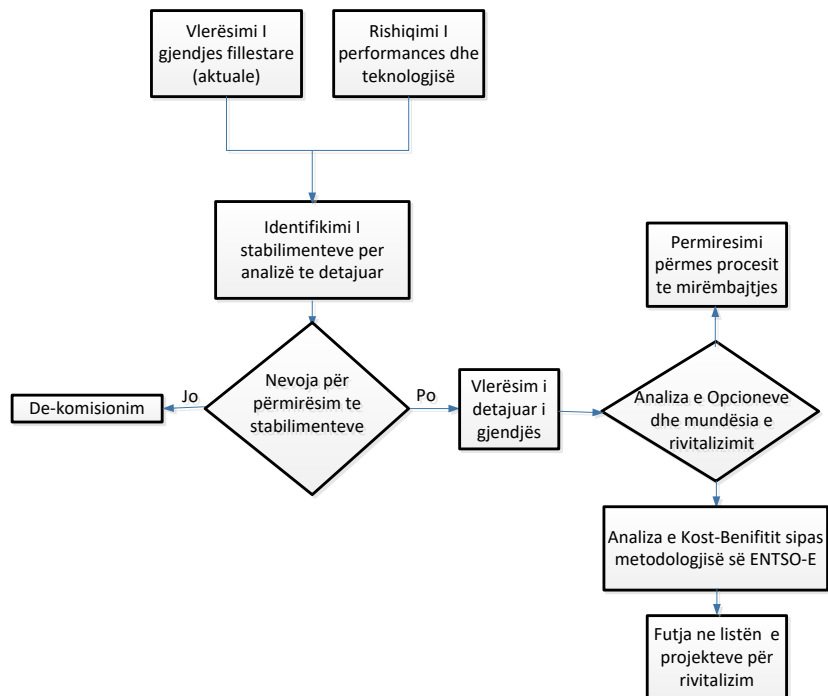 Vlerësimi I
gjendjes fillestare
(aktuale)
Rishiqimi I
performances dhe
teknologjisë
Identifikimi I
stabilimenteve per
analizë te detajuar
Permiresimi
përmes procesit
te mirëmbajtjes
Nevoja për
përmirësim te
stabilimenteve
Jo
Po
De-komisionim
Vlerësim i
detajuar i
gjendjës
Analiza e Opcioneve
dhe mundësia e
rivitalizimit
Analiza e Kost-Benifitit sipas
metodologjisë së ENTSO-E
Futja ne listën e
projekteve për
rivitalizim